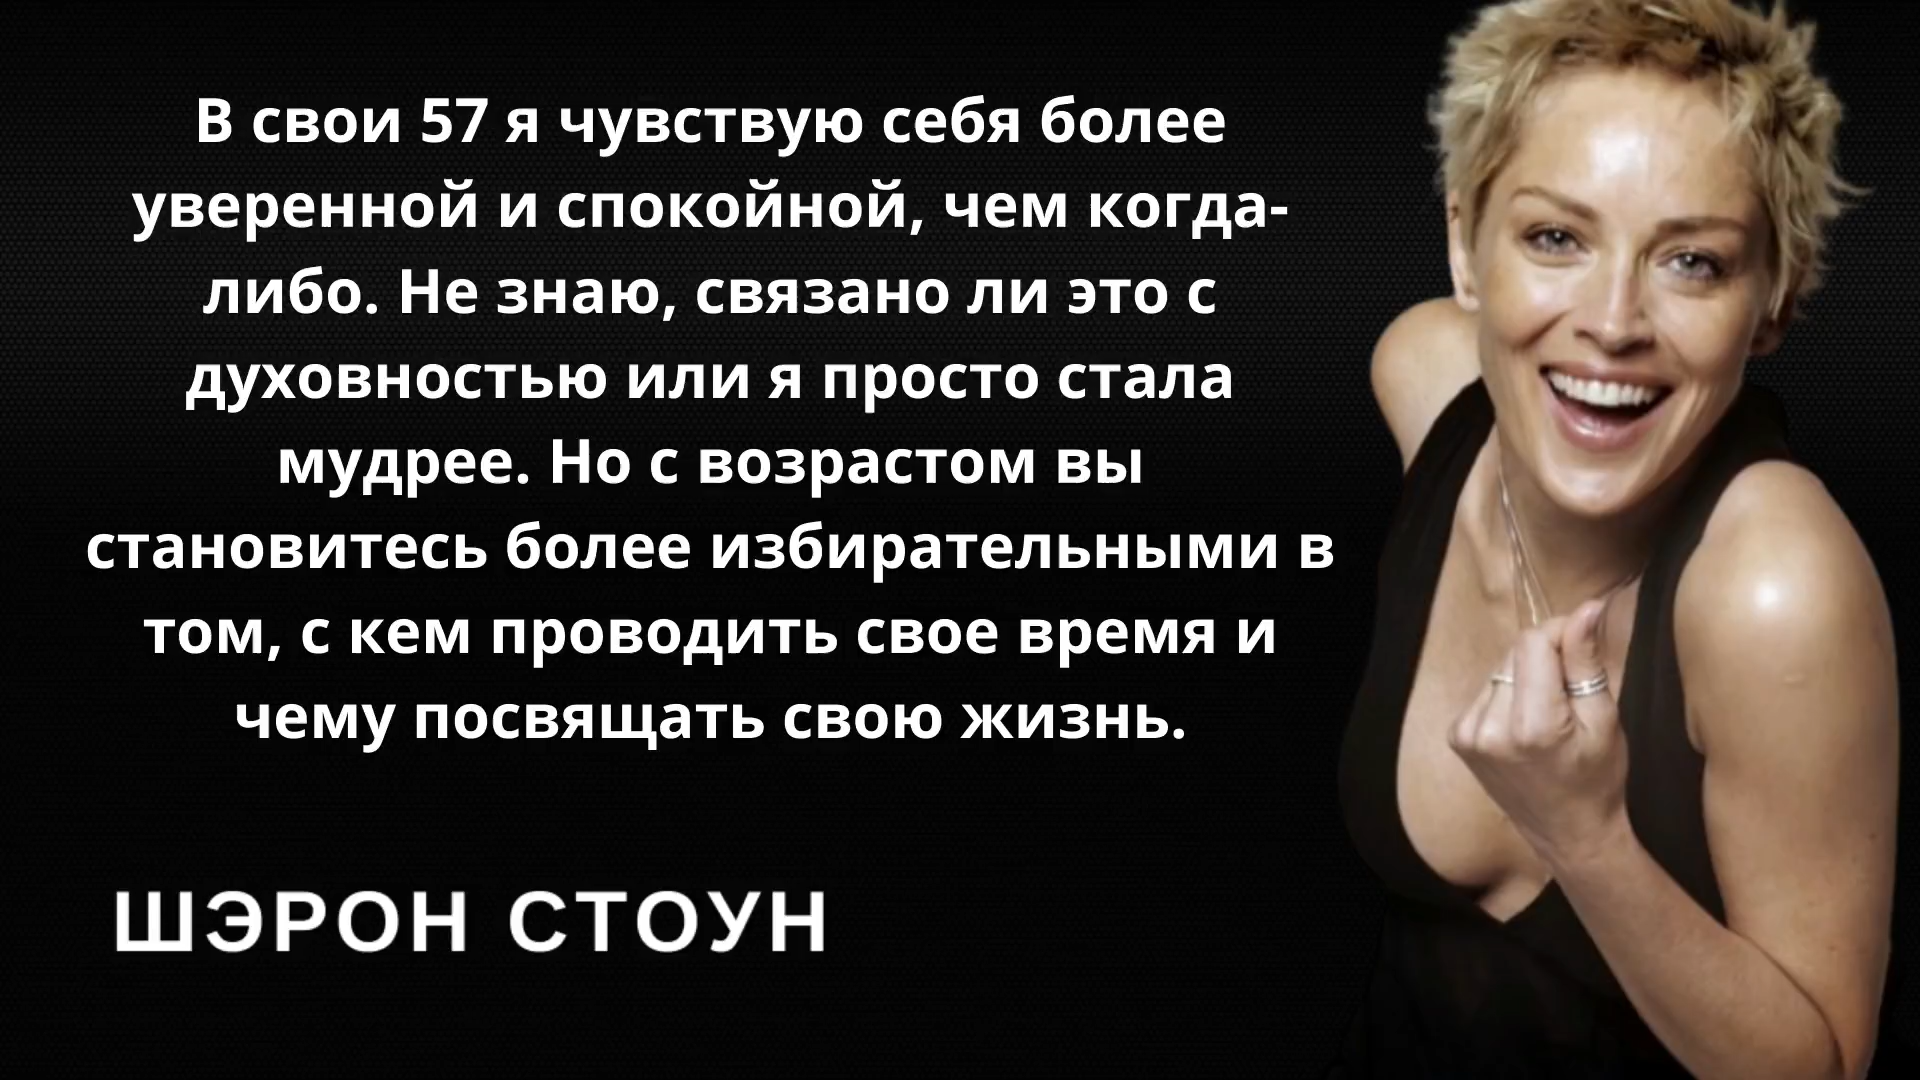 В свои 57 я чувствую себя более
уверенной и спокойной, чем когда-
либо. Не знаю, связано ли это с
духовностью или я просто стала
мудрее. Но с возрастом вы
становитесь более избирательными в
том, с кем проводить свое время и
чему посвящать свою жизнь.
ШЭРОН СТОУН